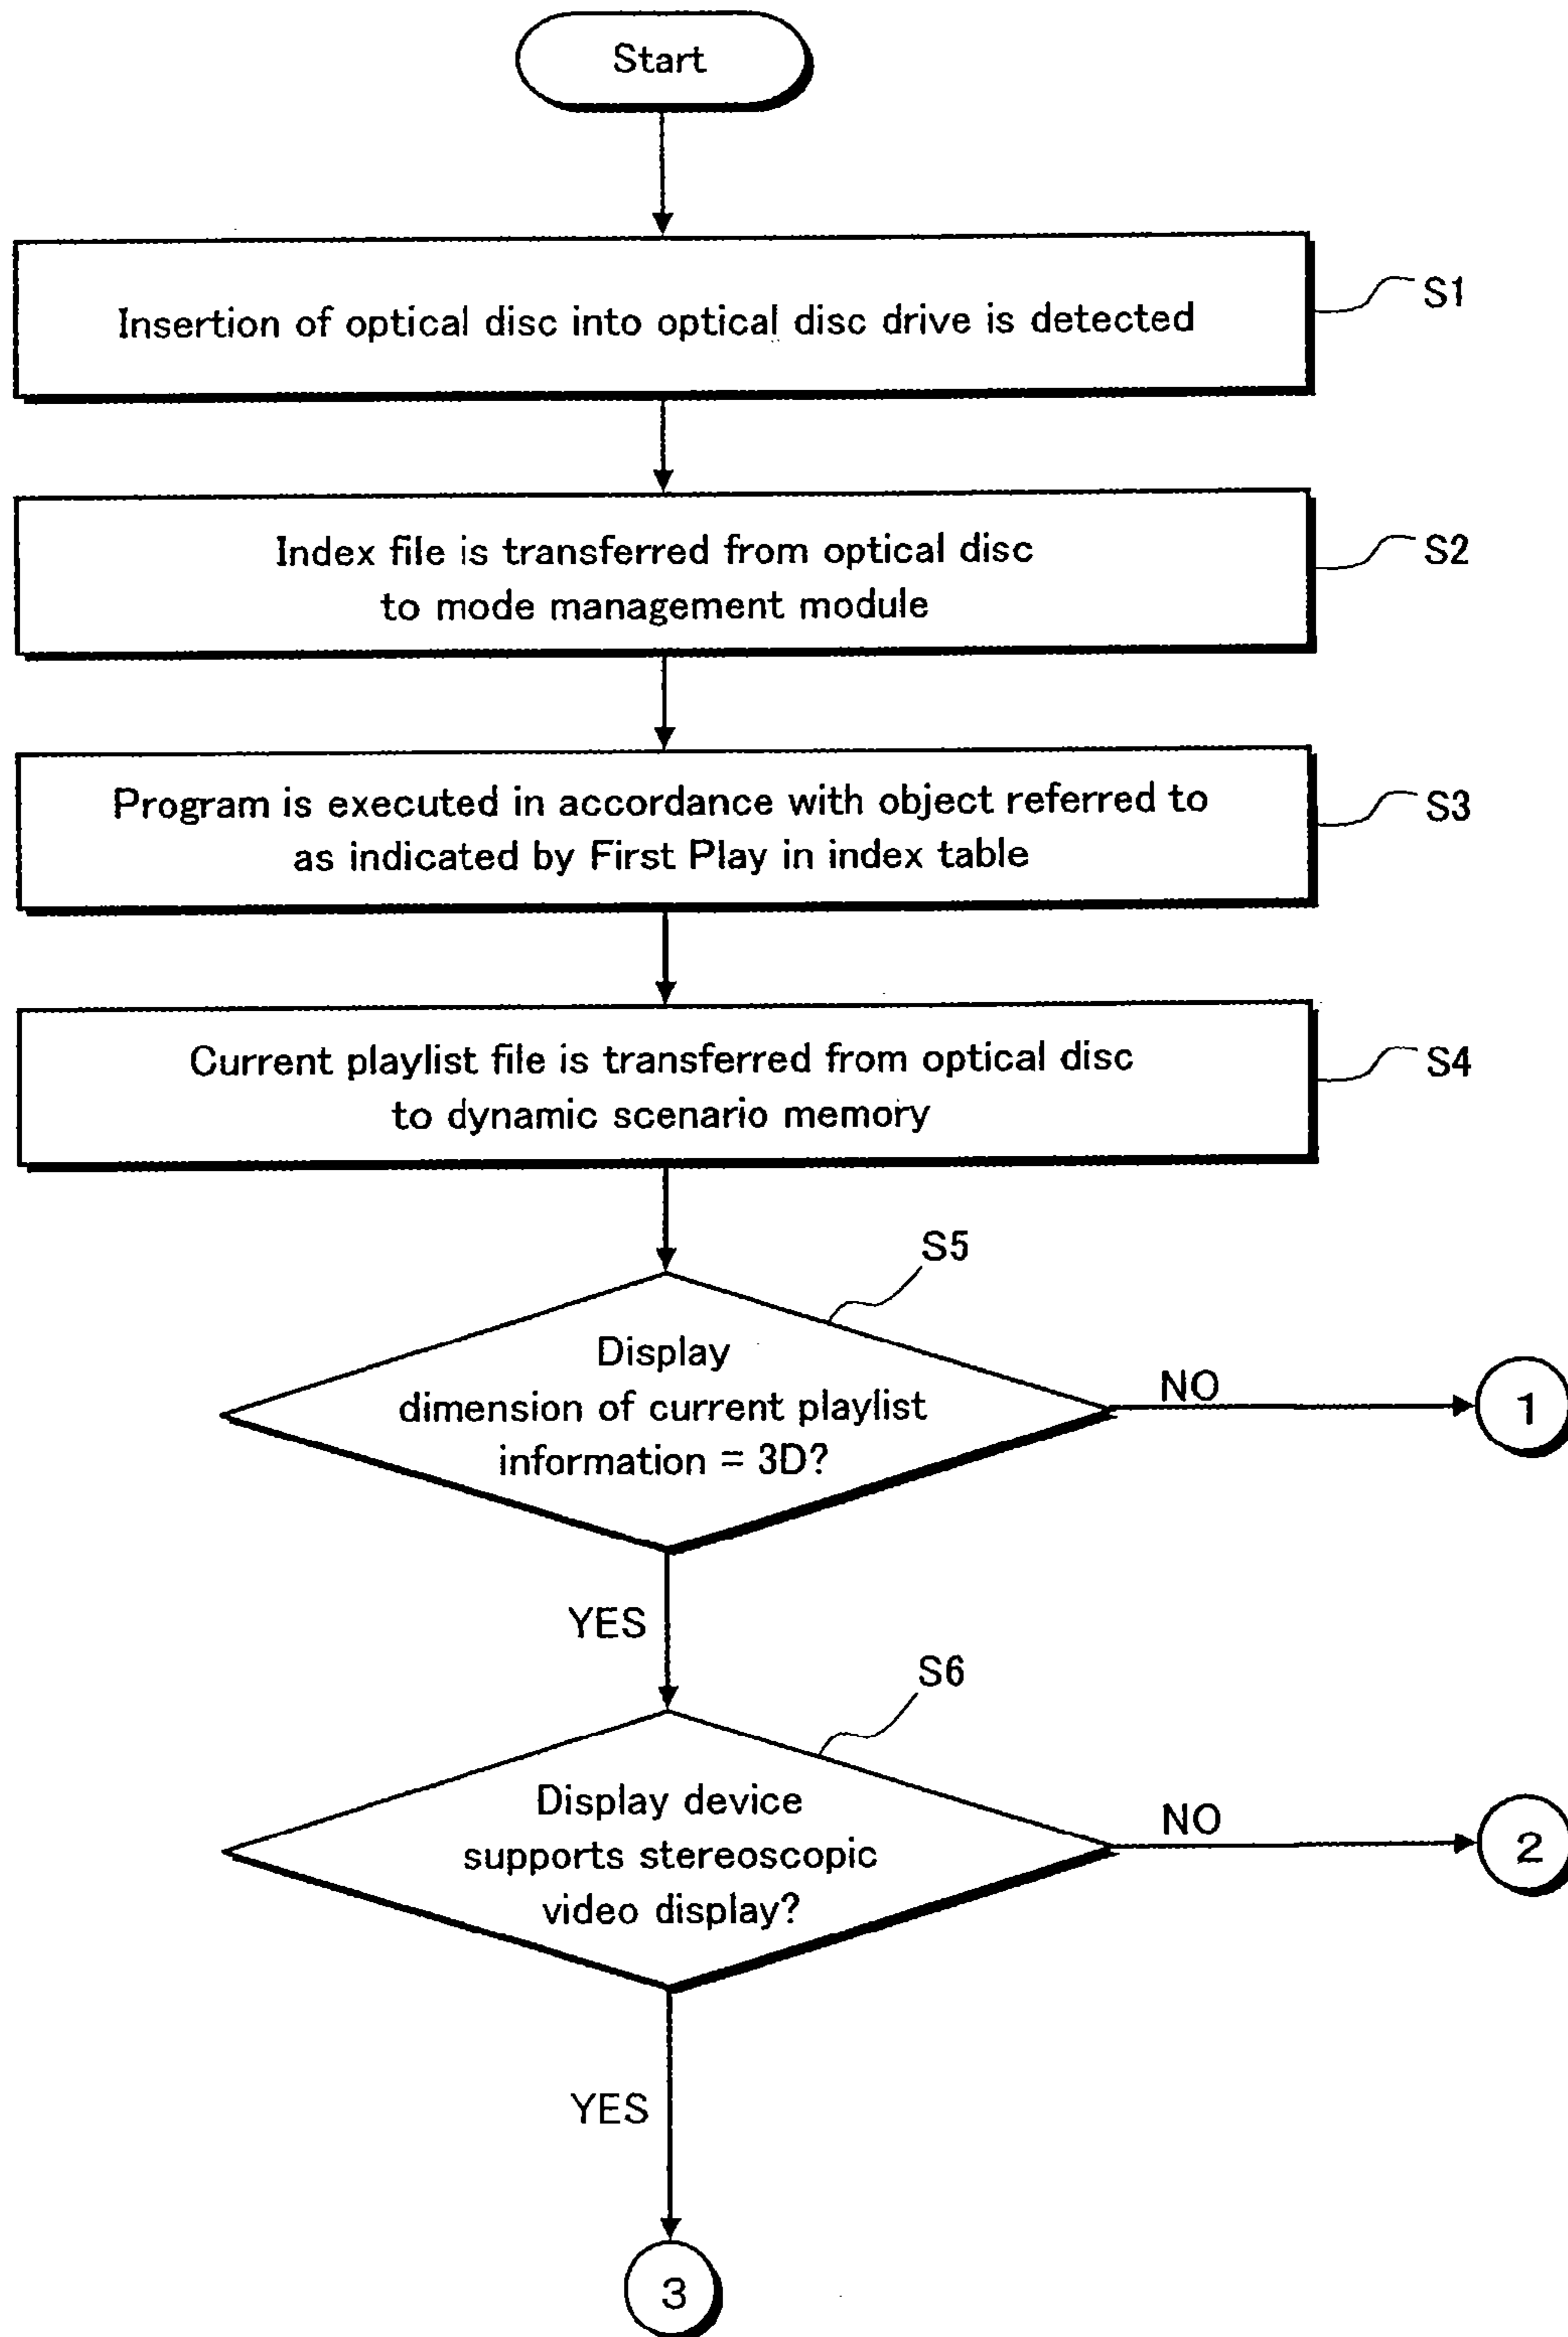 Start
Insertion of optical disc into optical disc drive is detected
S1
Index file is transferred from optical disc
to mode management module
S2
Program is executed in accordance with object referred to
as indicated by First Play in index table
S3
Current playlist file is transferred from optical disc
to dynamic scenario memory
S4
S5
Display
dimension of current playlist
information = 3D?
NO
1
YES
S6
Display device
supports stereoscopic
video display?
NO
2
YES
3